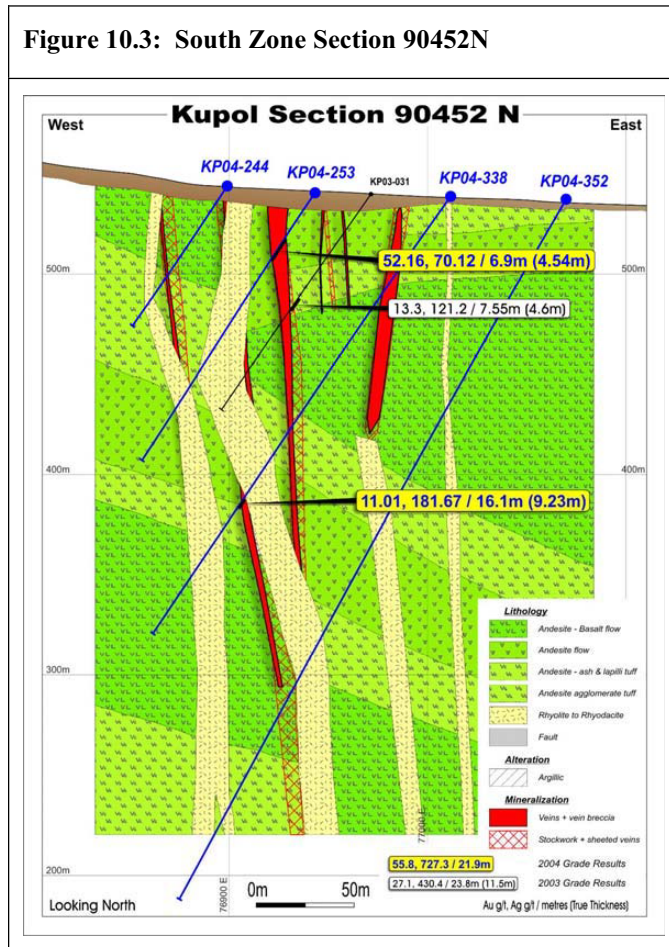 Figure 10.3: South Zone Section 90452N
Kupol Section 90452 N
West
East
KP04-244
KP04-253
KP03-031
KP04-338
KP04-352
52.16, 70.12 / 6.9m (4.54m)
500m
500m
13.3, 121.2 / 7.55m (4.6m)
400m
400m
11.01, 181.67 / 16.1m (9.23m)
Lithology
Andesite - Basalt flow
Andesite flow
Andesite - ash & lapilli tuff
Andesite agglomerate tuff
Rhyolite to Rhyodacite
Fault
Alteration
Argillic
Mineralization
Veins + vein breccia
Stockwork + sheeted veins
300m
77000 E
55.8, 727.3 / 21.9m
2004 Grade Results
27.1, 430.4 / 23.8m (11.5m)
2003 Grade Results
200m
76900 E
0m
50m
Looking North
Au g/t, Ag g/t / metres (True Thickness)